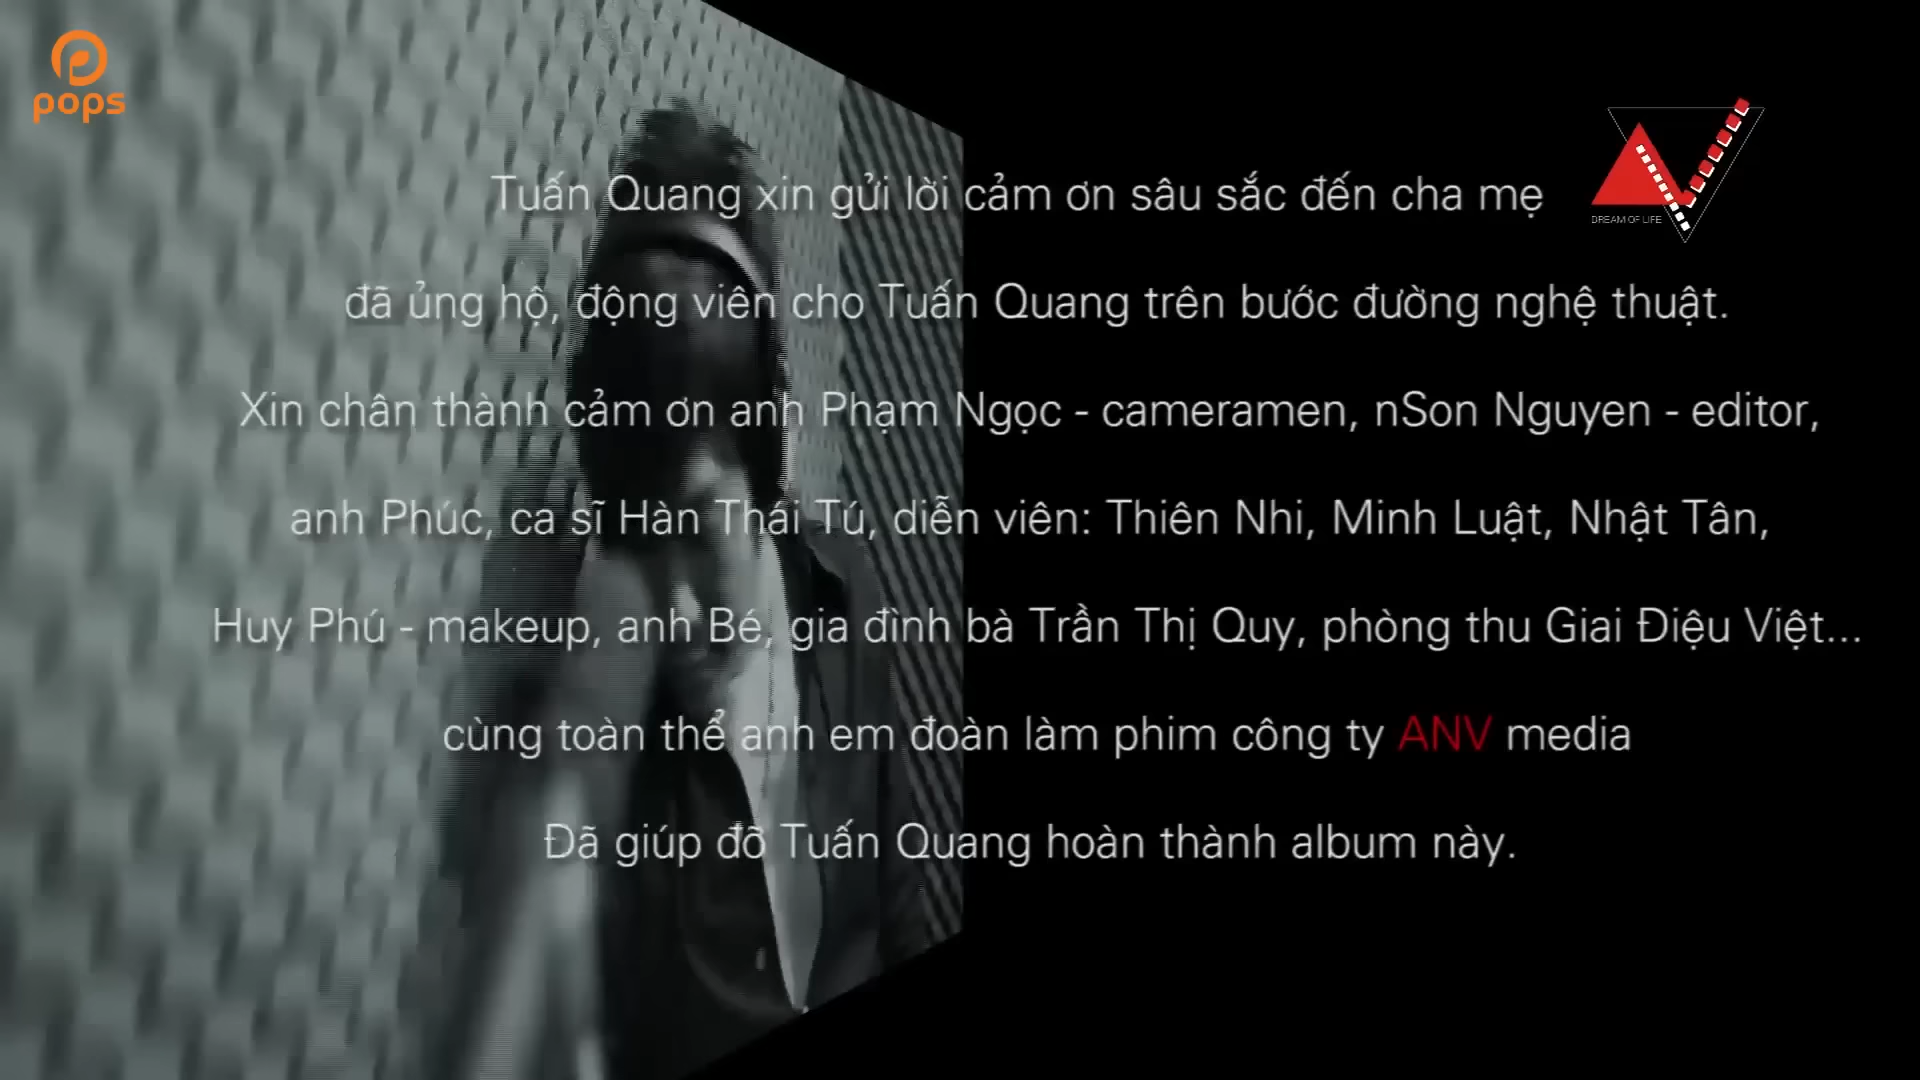 pops
DREAM OF LIFE
Tuấn Quang xin gửi lời cảm ơn sâu sắc đến cha mẹ
đã ủng hộ, động viên cho Tuấn Quang trên bước đường nghệ thuật.
Xin chân thành cảm ơn anh Phạm Ngọc - cameramen, nSon Nguyen - editor,
anh Phúc, ca sĩ Hàn Thái Tú, diễn viên: Thiên Nhi, Minh Luật, Nhật Tân,
Huy Phú - makeup, anh Bé, gia đình bà Trần Thị Quy, phòng thu Giai Điệu Việt...
cùng toàn thể anh em đoàn làm phim công ty ANV media
Đã giúp đỡ Tuấn Quang hoàn thành album này.